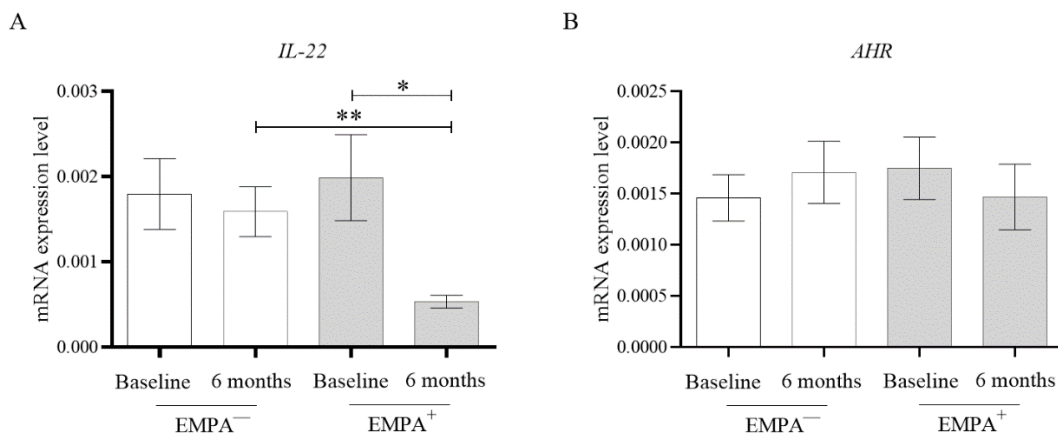 A
IL-22
mRNA expression level
0.003
0.002
0.001
0.000
*
**
Baseline 6 months Baseline 6 months
EMPA— EMPA+
B
AHR
mRNA expression level
0.0025
0.0020
0.0015
0.0010
0.0005
0.0000
Baseline 6 months Baseline 6 months
EMPA— EMPA+